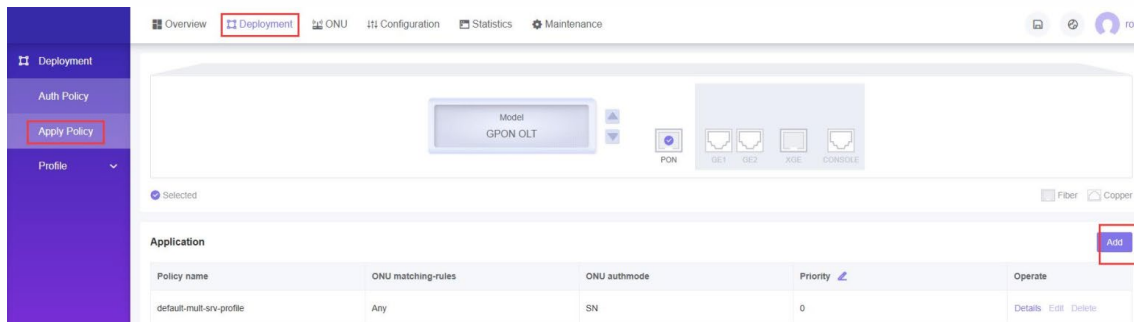 Overview Deployment ONU Configuration Statistics Maintenance ro
Deployment
Auth Policy
Apply Policy
Profile
Model
GPON OLT
PON GE1 GE2 XGE CONSOLE
Selected Fiber Copper
Application Add
Policy name ONU matching-rules ONU authmode Priority Operate
default-mult-srv-profile Any SN 0 Details Edit Delete